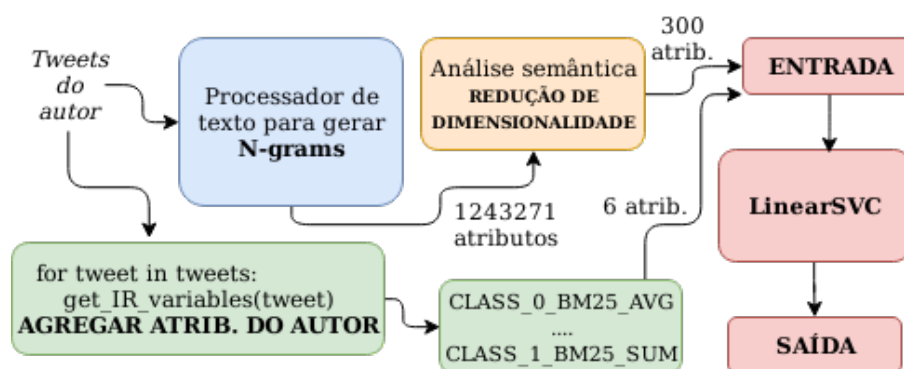 Tweets
do
autor
Processador de
texto para gerar
N-grams
Análise semântica
REDUÇÃO DE
DIMENSIONALIDADE
300
atrib.
ENTRADA
1243271
atributos
6 atrib.
LinearSVC
for tweet in tweets:
get_IR_variables(tweet)
AGREGAR ATRIB. DO AUTOR
CLASS_0_BM25_AVG
....
CLASS_1_BM25_SUM
SAÍDA